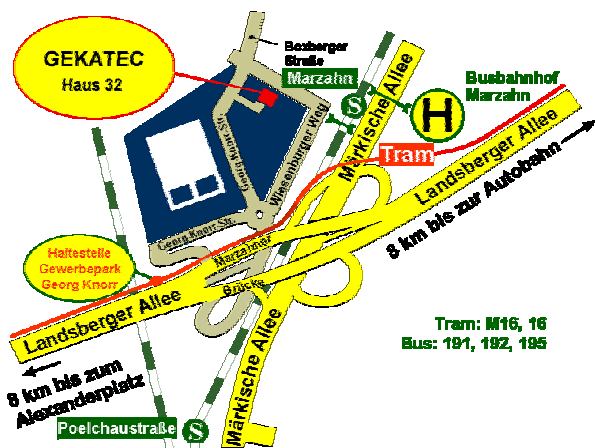 GEKATEC
Haus 32
Boxberger
Straße
Marzahn
S
Märkische Allee
H
Busbahnhof
Marzahn
Georg Knorr Str.
Wiesenburger Weg
Tram
Landsberger Allee
8 km bis zur Autobahn
Georg Knorr Str.
Marzahner
Brücke
Haltestelle
Gewerbepark
Georg Knorr
Landsberger Allee
8 km bis zum
Alexanderplatz
Märkische Allee
Tram: M16, 16
Bus: 191, 192, 195
Poelchaustraße
S